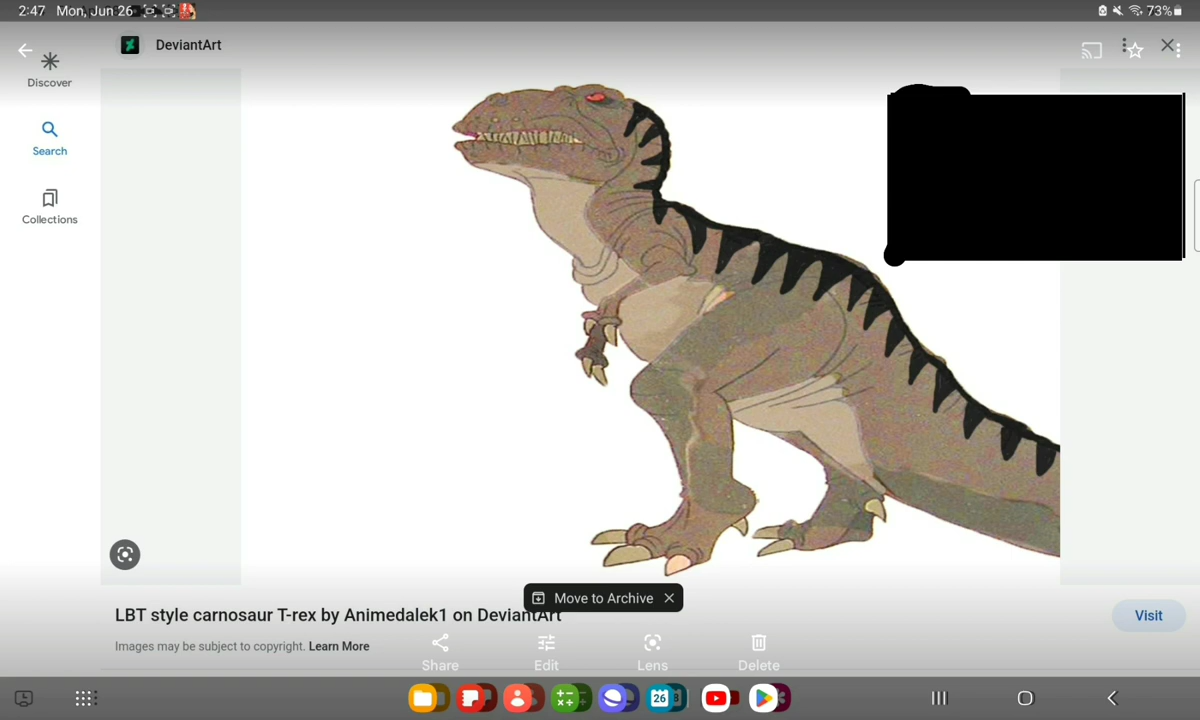 2:47 Mon, Jun 26
73%
DeviantArt
Discover
Search
Collections
Move to Archive
LBT style carnosaur T-rex by Animedalek1 on DeviantArt
Visit
Images may be subject to copyright. Learn More
Share
Edit
Lens
Delete
26